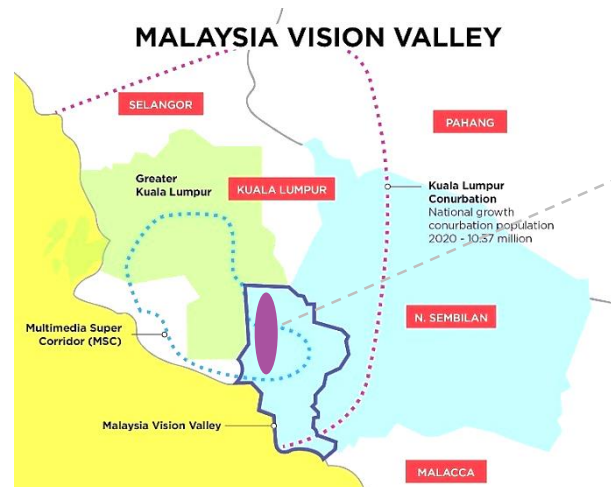 MALAYSIA VISION VALLEY
SELANGOR
PAHANG
Greater
Kuala Lumpur
KUALA LUMPUR
Kuala Lumpur
Conurbation
National growth
conurbation population
2020 - 10.37 million
N. SEMBILAN
Multimedia Super
Corridor (MSC)
Malaysia Vision Valley
MALACCA